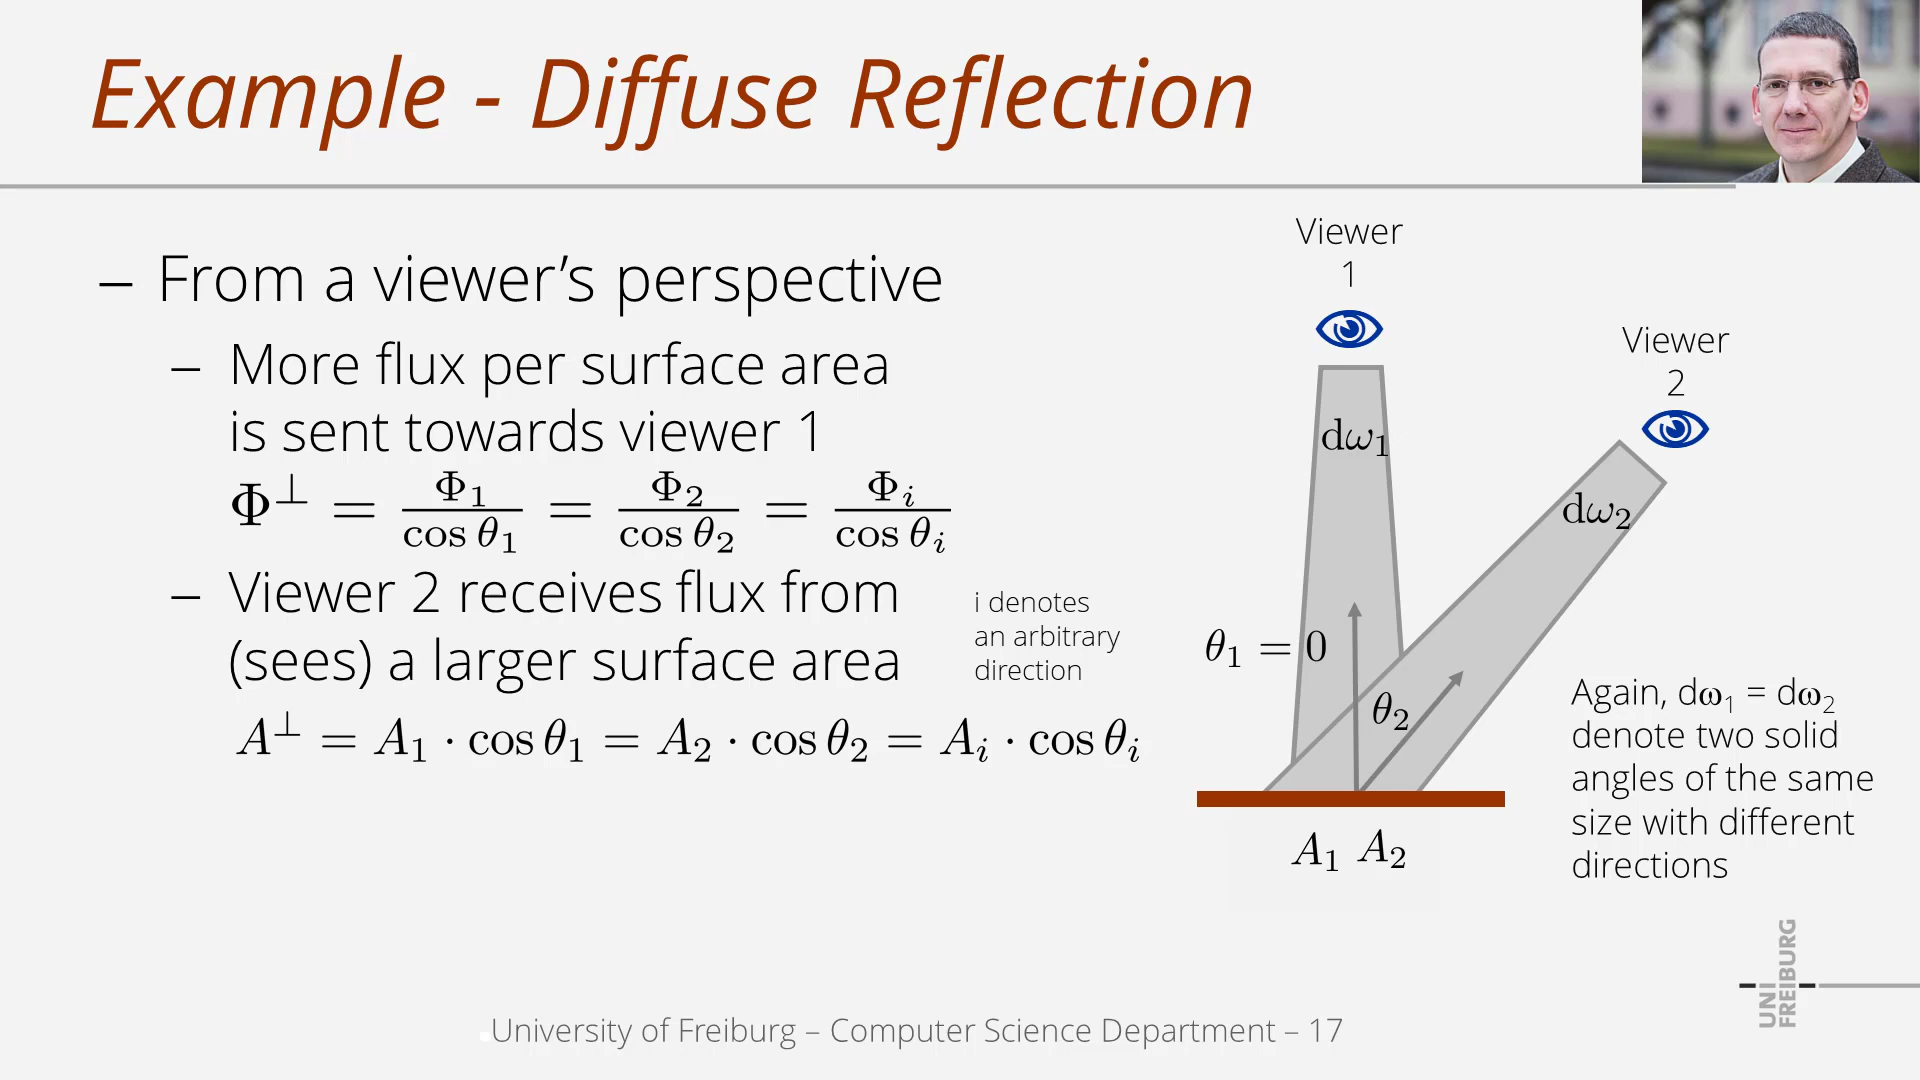 Example - Diffuse Reflection
– From a viewer’s perspective
– More flux per surface area
is sent towards viewer 1
Φ^⊥ = Φ₁/cos θ₁ = Φ₂/cos θ₂ = Φᵢ/cos θᵢ
– Viewer 2 receives flux from
(sees) a larger surface area
A^⊥ = A₁ · cos θ₁ = A₂ · cos θ₂ = Aᵢ · cos θᵢ
i denotes
an arbitrary
direction
Viewer
1
Viewer
2
dω₁
dω₂
θ₁ = 0
θ₂
A₁ A₂
Again, dω₁ = dω₂
denote two solid
angles of the same
size with different
directions
University of Freiburg – Computer Science Department – 17
UNI
FREIBURG